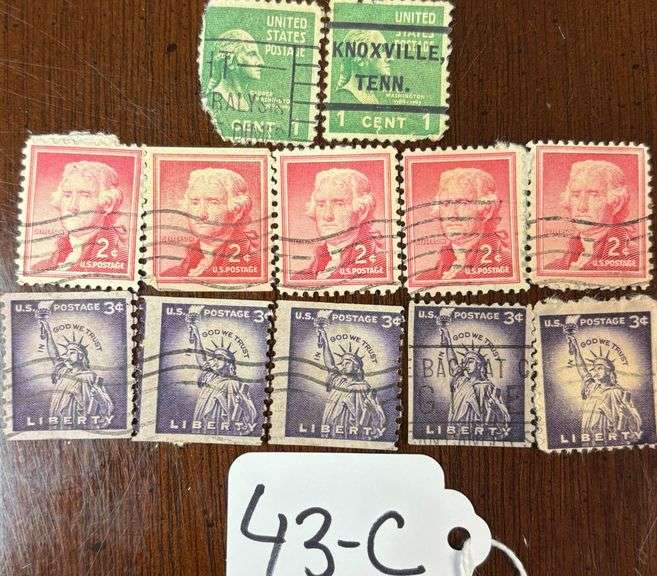 UNITED
STATES
POSTAGE
RALYSIS
CENT 1
UNITED
STATES
POSTAGE
KNOXVILLE,
TENN.
WASHINGTON
1 CENT 1
2¢
U.S. POSTAGE
2¢
U.S. POSTAGE
2¢
U.S. POSTAGE
2¢
U.S. POSTAGE
2¢
U.S. POSTAGE
U.S. POSTAGE 3¢
IN GOD WE TRUST
LIBERTY
U.S. POSTAGE 3¢
IN GOD WE TRUST
LIBERTY
U.S. POSTAGE 3¢
IN GOD WE TRUST
LIBERTY
U.S. POSTAGE 3¢
IN GOD WE TRUST
LIBERTY
U.S. POSTAGE 3¢
IN GOD WE TRUST
LIBERTY
43-C